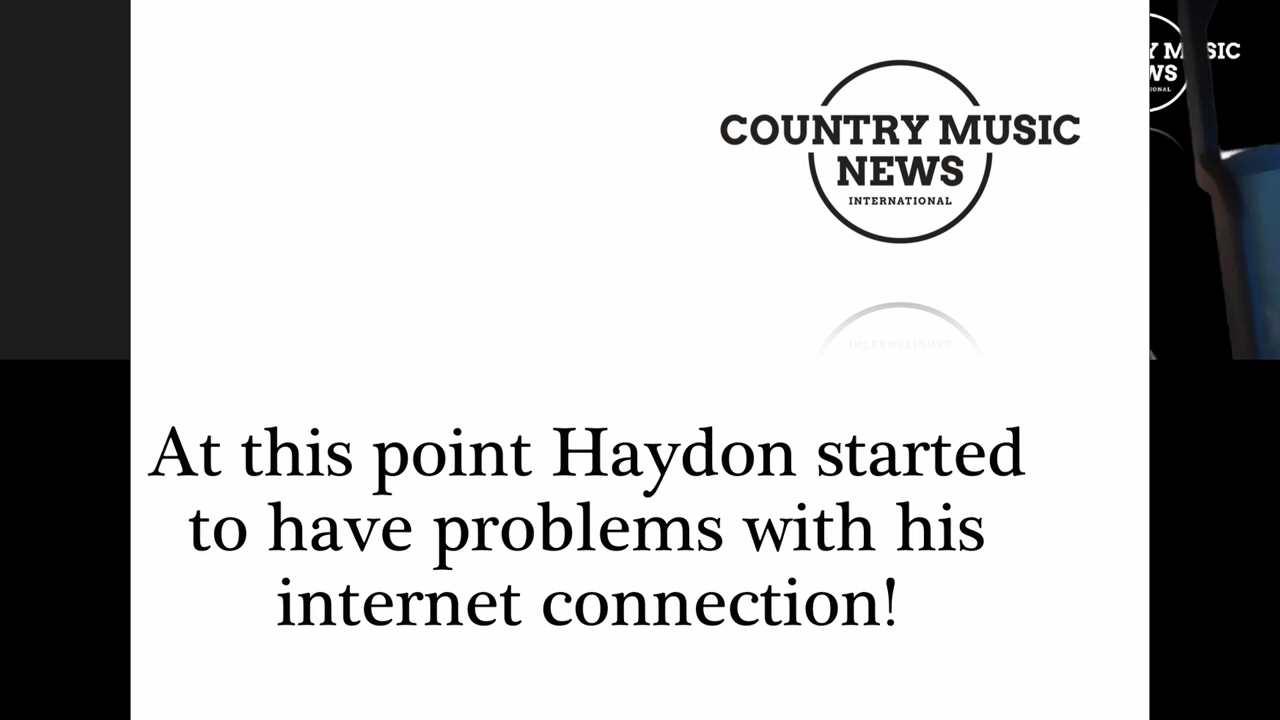 COUNTRY MUSIC
NEWS
INTERNATIONAL
At this point Haydon started
to have problems with his
internet connection!